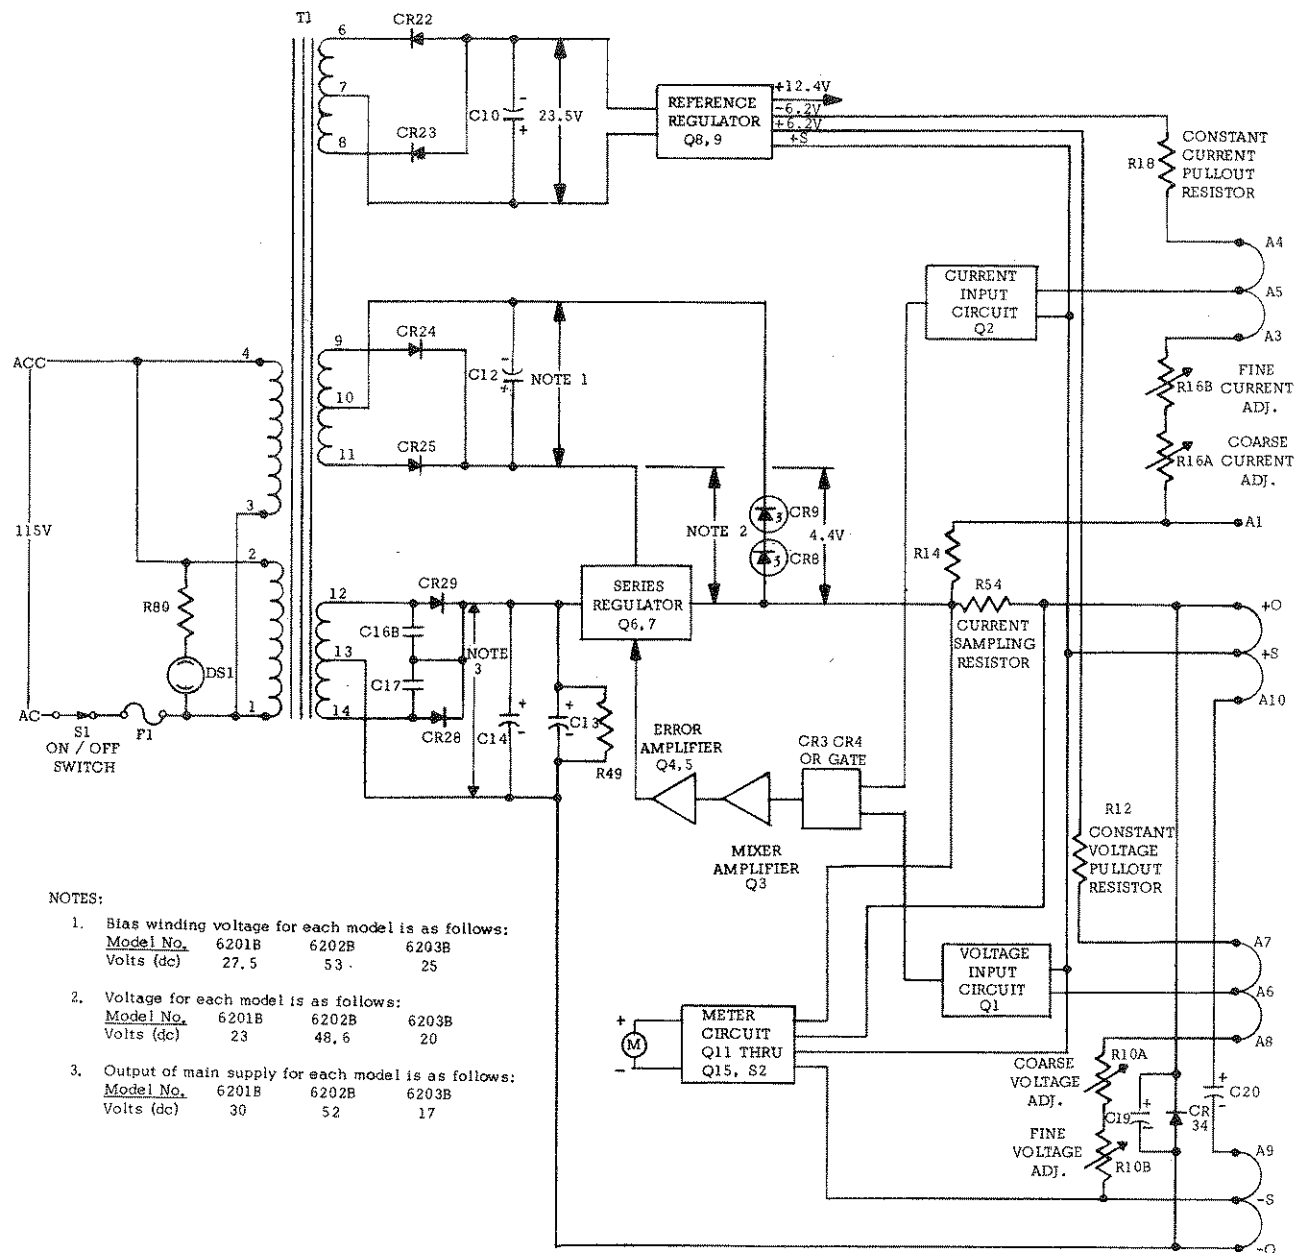 T1
CR22
6
7
8
CR23
C10
-
+
23.5V
REFERENCE
REGULATOR
Q8,9
+12.4V
-6.2V
+6.2V
+S
R18
CONSTANT
CURRENT
PULLOUT
RESISTOR
A4
A5
A3
CURRENT
INPUT
CIRCUIT
Q2
R16B
FINE
CURRENT
ADJ.
R16A
COARSE
CURRENT
ADJ.
A1
ACC
4
3
115V
2
1
R80
DS1
AC
S1
ON / OFF
SWITCH
F1
9
10
11
CR24
CR25
C12
-
+
NOTE 1
NOTE 2
CR9
CR8
4.4V
R14
R54
CURRENT
SAMPLING
RESISTOR
+O
+S
A10
12
13
14
CR29
C16B
C17
CR28
NOTE
3
+
-
C14
+
-
C13
R49
SERIES
REGULATOR
Q6,7
ERROR
AMPLIFIER
Q4,5
MIXER
AMPLIFIER
Q3
CR3 CR4
OR GATE
R12
CONSTANT
VOLTAGE
PULLOUT
RESISTOR
A7
A6
A8
VOLTAGE
INPUT
CIRCUIT
Q1
METER
CIRCUIT
Q11 THRU
Q15, S2
+
M
-
COARSE
VOLTAGE
ADJ.
R10A
FINE
VOLTAGE
ADJ.
R10B
+
C19
-
CR
34
+
C20
-
A9
-S
-O
NOTES:
1. Bias winding voltage for each model is as follows:
Model No. 6201B 6202B 6203B
Volts (dc) 27.5 53 25
2. Voltage for each model is as follows:
Model No. 6201B 6202B 6203B
Volts (dc) 23 48.6 20
3. Output of main supply for each model is as follows:
Model No. 6201B 6202B 6203B
Volts (dc) 30 52 17